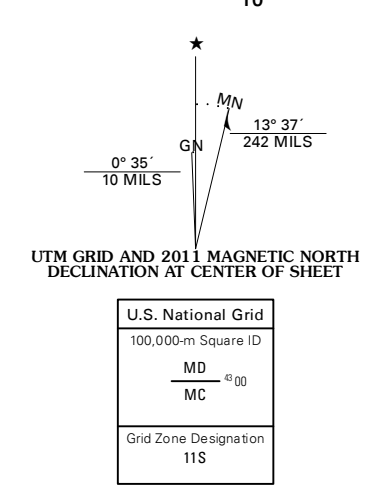 MN
13° 37´
242 MILS
GN
0° 35´
10 MILS
UTM GRID AND 2011 MAGNETIC NORTH
DECLINATION AT CENTER OF SHEET
U.S. National Grid
100,000-m Square ID
MD
43 00
MC
Grid Zone Designation
11S